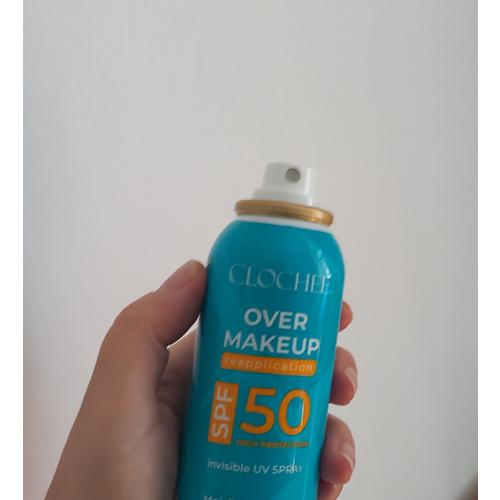 CLOCHEE
OVER
MAKEUP
reapplication
SPF 50
HIGH PROTECTION
invisible UV SPRAY